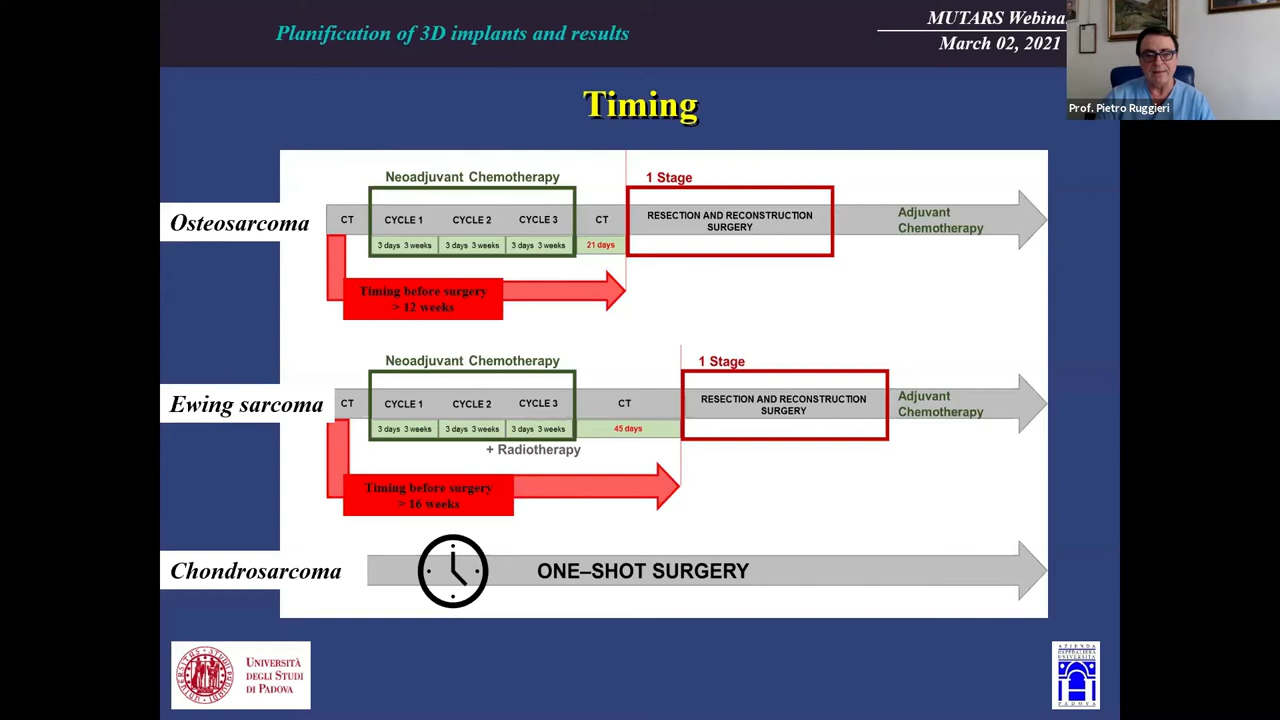 Planification of 3D implants and results
MUTARS Webina
March 02, 2021
Prof. Pietro Ruggieri
Timing
Osteosarcoma
Neoadjuvant Chemotherapy
1 Stage
CT
CYCLE 1
CYCLE 2
CYCLE 3
CT
RESECTION AND RECONSTRUCTION
SURGERY
Adjuvant
Chemotherapy
3 days 3 weeks
3 days 3 weeks
3 days 3 weeks
21 days
Timing before surgery
> 12 weeks
Ewing sarcoma
Neoadjuvant Chemotherapy
1 Stage
CT
CYCLE 1
CYCLE 2
CYCLE 3
CT
RESECTION AND RECONSTRUCTION
SURGERY
Adjuvant
Chemotherapy
3 days 3 weeks
3 days 3 weeks
3 days 3 weeks
45 days
+ Radiotherapy
Timing before surgery
> 16 weeks
Chondrosarcoma
ONE–SHOT SURGERY
UNIVERSITÀ
DEGLI STUDI
DI PADOVA
AZIENDA
OSPEDALIERA
UNIVERSITÀ
PADOVA